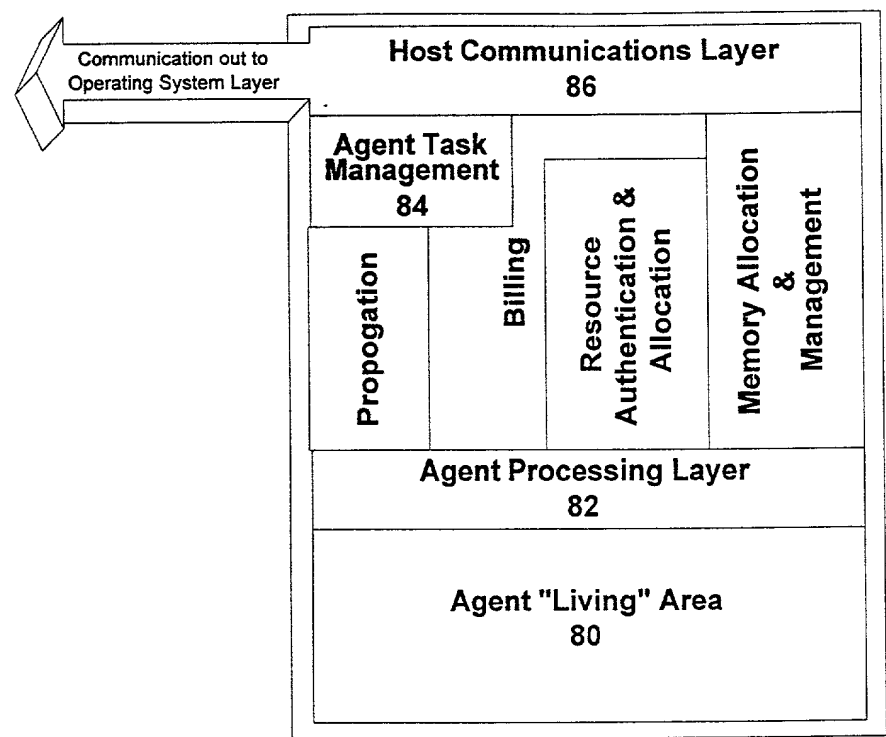 Communication out to
Operating System Layer
Host Communications Layer
86
Agent Task
Management
84
Propogation
Billing
Resource
Authentication &
Allocation
Memory Allocation
&
Management
Agent Processing Layer
82
Agent "Living" Area
80